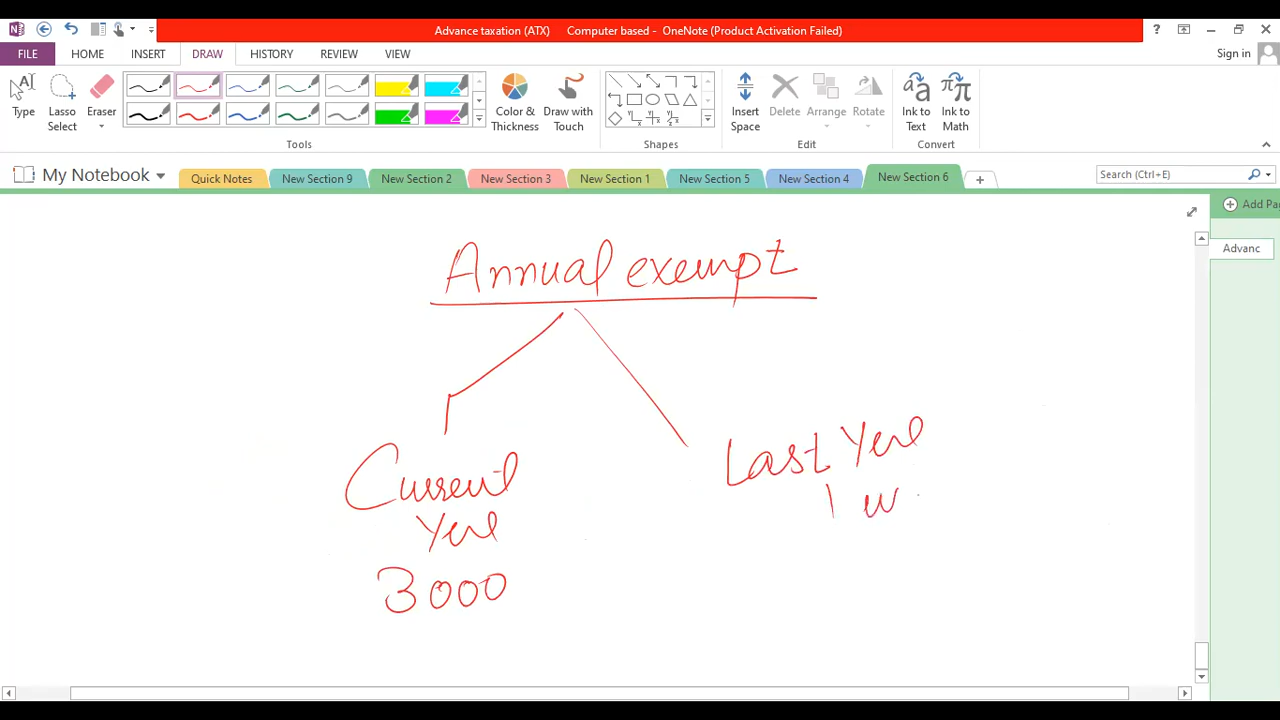 Advance taxation (ATX) Computer based - OneNote (Product Activation Failed)
FILE HOME INSERT DRAW HISTORY REVIEW VIEW
Sign in
Type
Lasso Select
Eraser
Color & Thickness
Draw with Touch
Insert Space
Delete
Arrange
Rotate
Ink to Text
Ink to Math
Tools
Shapes
Edit
Convert
My Notebook
Quick Notes
New Section 9
New Section 2
New Section 3
New Section 1
New Section 5
New Section 4
New Section 6
Search (Ctrl+E)
Add Pa
Advanc
Annual exempt
Current
Last
3000